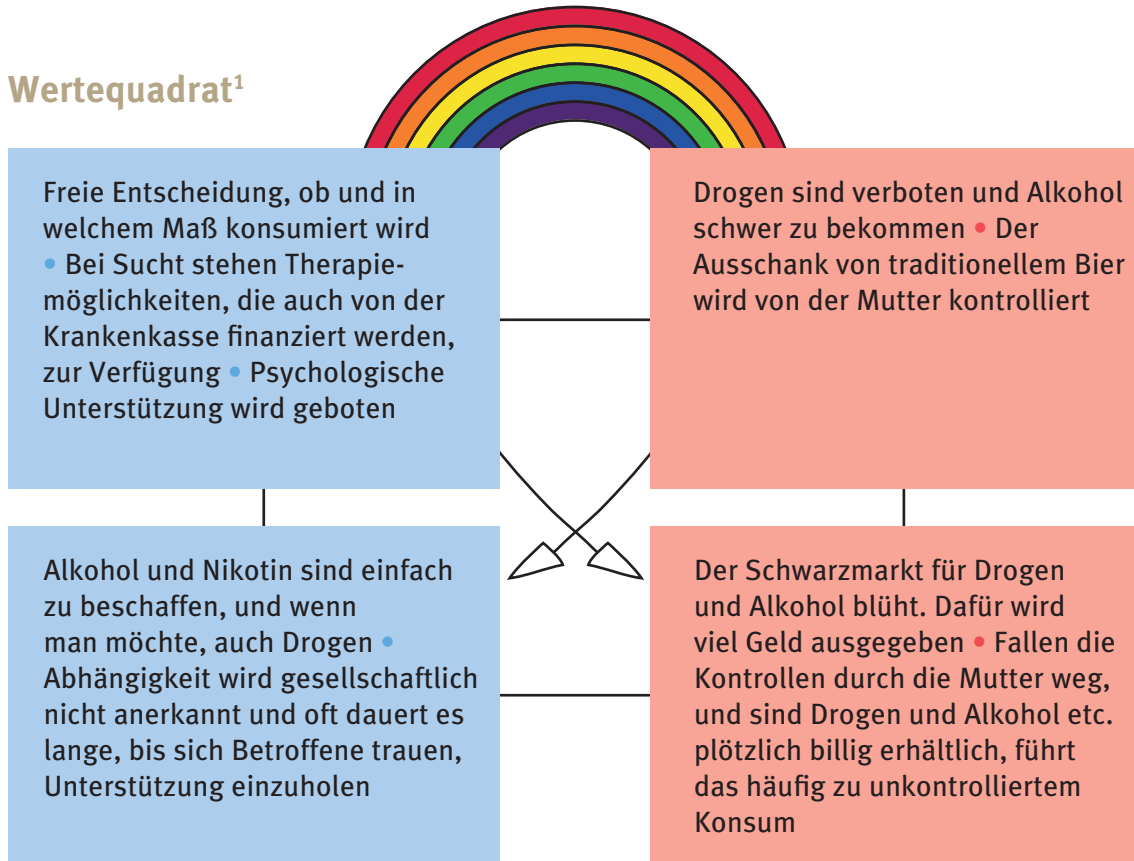 Wertequadrat¹
Freie Entscheidung, ob und in
welchem Maß konsumiert wird
• Bei Sucht stehen Therapie-
möglichkeiten, die auch von der
Krankenkasse finanziert werden,
zur Verfügung • Psychologische
Unterstützung wird geboten
Drogen sind verboten und Alkohol
schwer zu bekommen • Der
Ausschank von traditionellem Bier
wird von der Mutter kontrolliert
Alkohol und Nikotin sind einfach
zu beschaffen, und wenn
man möchte, auch Drogen •
Abhängigkeit wird gesellschaftlich
nicht anerkannt und oft dauert es
lange, bis sich Betroffene trauen,
Unterstützung einzuholen
Der Schwarzmarkt für Drogen
und Alkohol blüht. Dafür wird
viel Geld ausgegeben • Fallen die
Kontrollen durch die Mutter weg,
und sind Drogen und Alkohol etc.
plötzlich billig erhältlich, führt
das häufig zu unkontrolliertem
Konsum